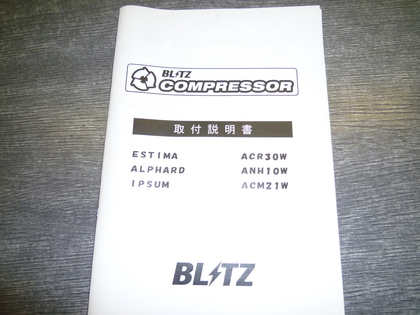 BLITZ
COMPRESSOR
取付説明書
ESTIMA ACR30W
ALPHARD ANH10W
IPSUM ACM21W
BLITZ